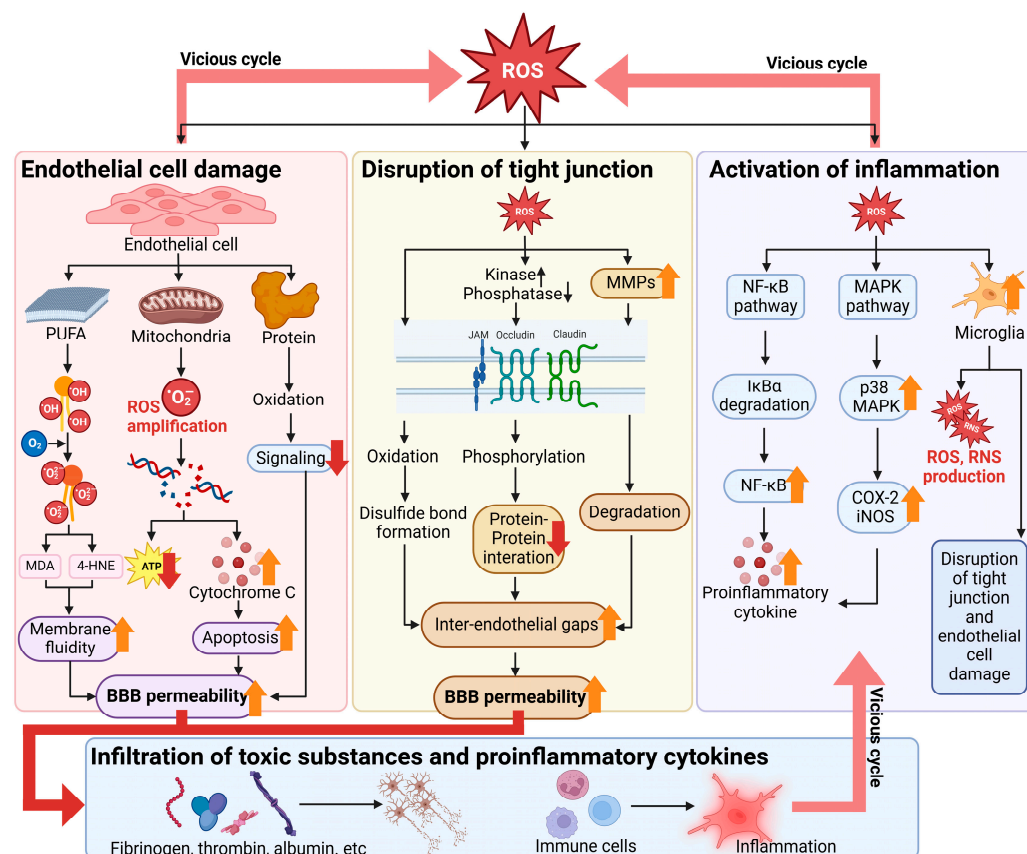 Vicious cycle
ROS
Vicious cycle
Endothelial cell damage
Endothelial cell
PUFA
Mitochondria
Protein
•OH
•OH
•OH
O₂
•O₂²⁻
•O₂²⁻
•O₂²⁻
MDA
4-HNE
Membrane
fluidity
•O₂⁻
ROS
amplification
ATP
Cytochrome C
Apoptosis
Oxidation
Signaling
BBB permeability
Disruption of tight junction
ROS
Kinase
Phosphatase
MMPs
JAM
Occludin
Claudin
Oxidation
Phosphorylation
Disulfide bond
formation
Protein-
Protein
interation
Degradation
Inter-endothelial gaps
BBB permeability
Activation of inflammation
ROS
NF-κB
pathway
MAPK
pathway
Microglia
IκBα
degradation
p38
MAPK
ROS
RNS
ROS, RNS
production
NF-κB
COX-2
iNOS
Proinflammatory
cytokine
Disruption
of tight
junction
and
endothelial
cell
damage
Vicious cycle
Infiltration of toxic substances and proinflammatory cytokines
Fibrinogen, thrombin, albumin, etc
Immune cells
Inflammation